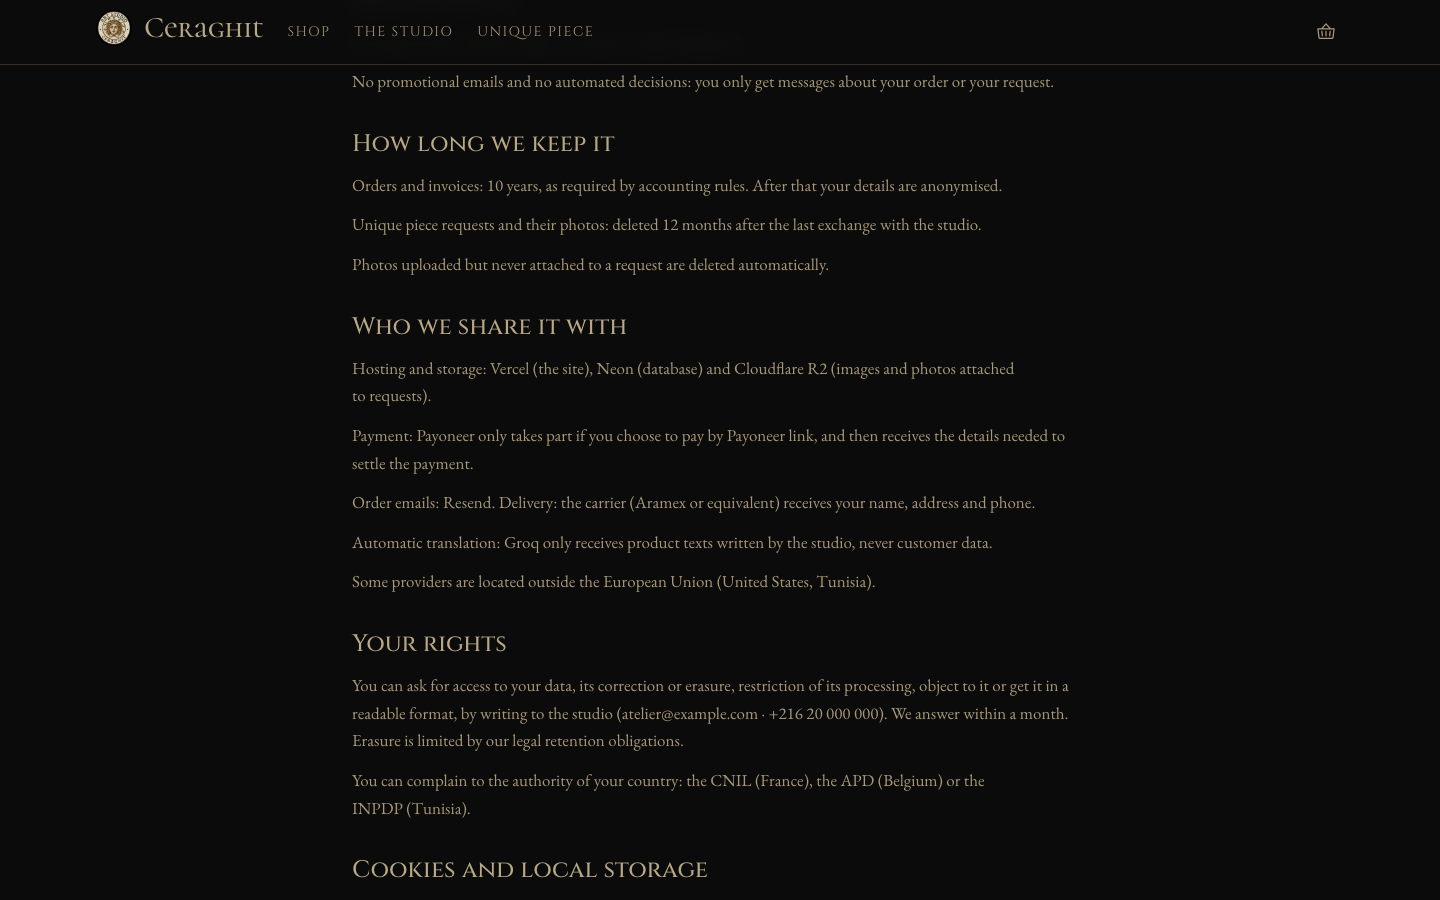 Ceraghit
SHOP
THE STUDIO
UNIQUE PIECE
No promotional emails and no automated decisions: you only get messages about your order or your request.
How long we keep it
Orders and invoices: 10 years, as required by accounting rules. After that your details are anonymised.
Unique piece requests and their photos: deleted 12 months after the last exchange with the studio.
Photos uploaded but never attached to a request are deleted automatically.
Who we share it with
Hosting and storage: Vercel (the site), Neon (database) and Cloudflare R2 (images and photos attached
to requests).
Payment: Payoneer only takes part if you choose to pay by Payoneer link, and then receives the details needed to
settle the payment.
Order emails: Resend. Delivery: the carrier (Aramex or equivalent) receives your name, address and phone.
Automatic translation: Groq only receives product texts written by the studio, never customer data.
Some providers are located outside the European Union (United States, Tunisia).
Your rights
You can ask for access to your data, its correction or erasure, restriction of its processing, object to it or get it in a
readable format, by writing to the studio (atelier@example.com · +216 20 000 000). We answer within a month.
Erasure is limited by our legal retention obligations.
You can complain to the authority of your country: the CNIL (France), the APD (Belgium) or the
INPDP (Tunisia).
Cookies and local storage